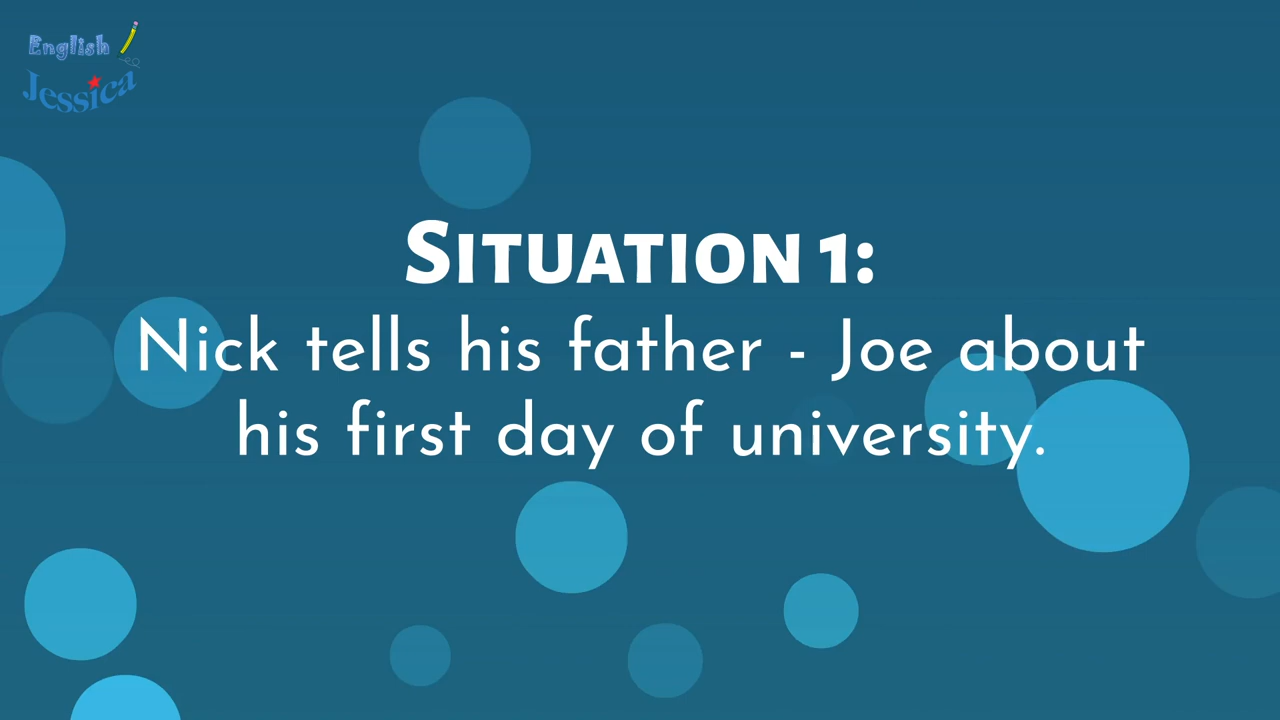 English
Jessica
SITUATION 1:
Nick tells his father - Joe about
his first day of university.